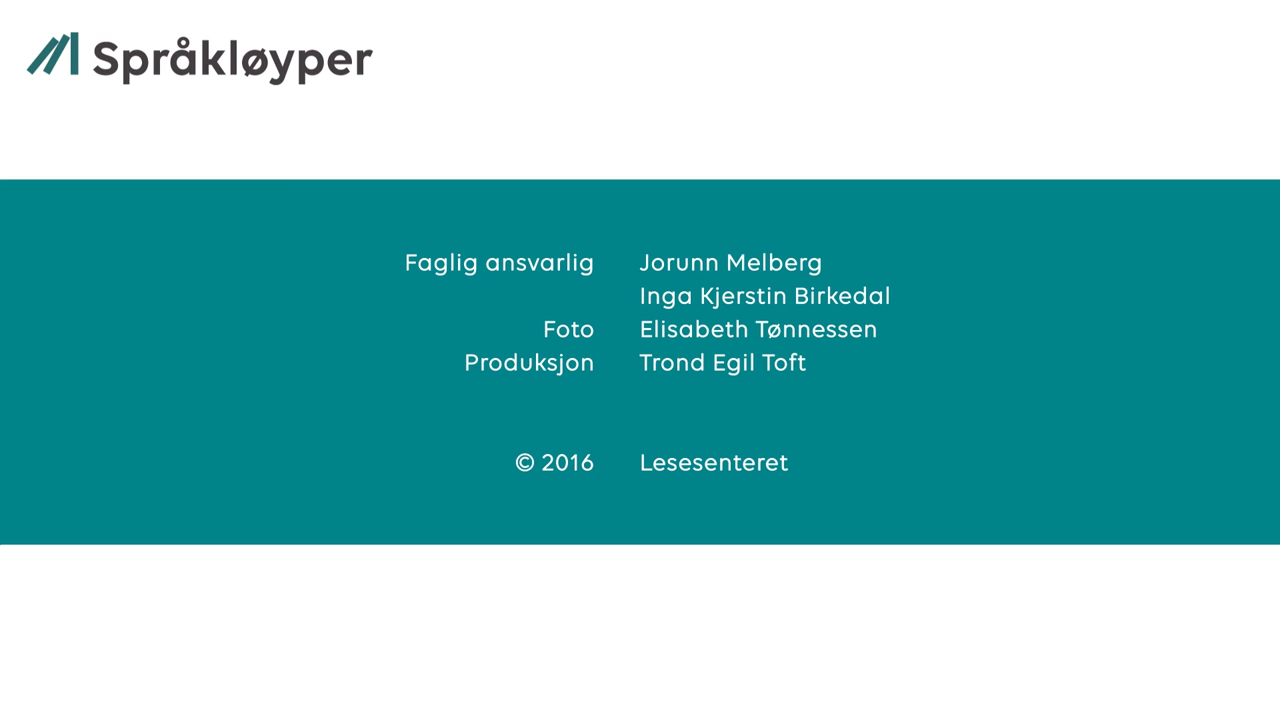 Språkløyper
Faglig ansvarlig Jorunn Melberg
Inga Kjerstin Birkedal
Foto Elisabeth Tønnessen
Produksjon Trond Egil Toft
© 2016 Lesesenteret